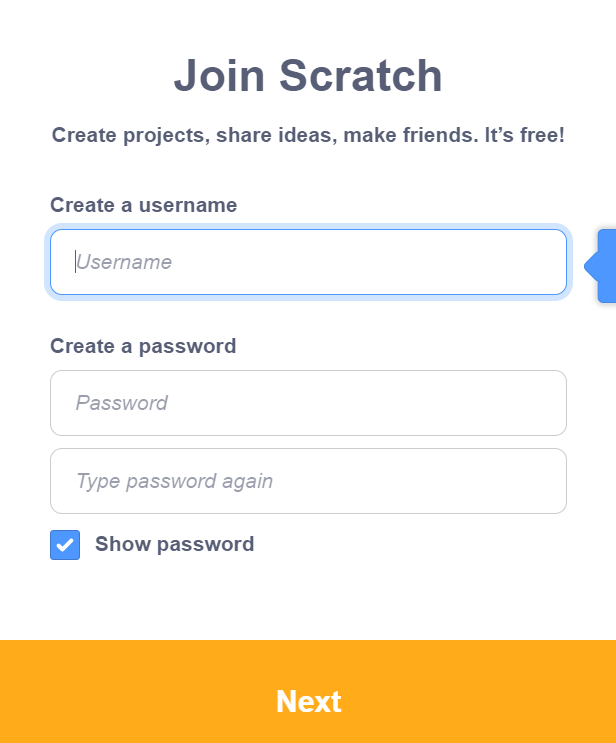 Join Scratch
Create projects, share ideas, make friends. It’s free!
Create a username
Username
Create a password
Password
Type password again
Show password
Next